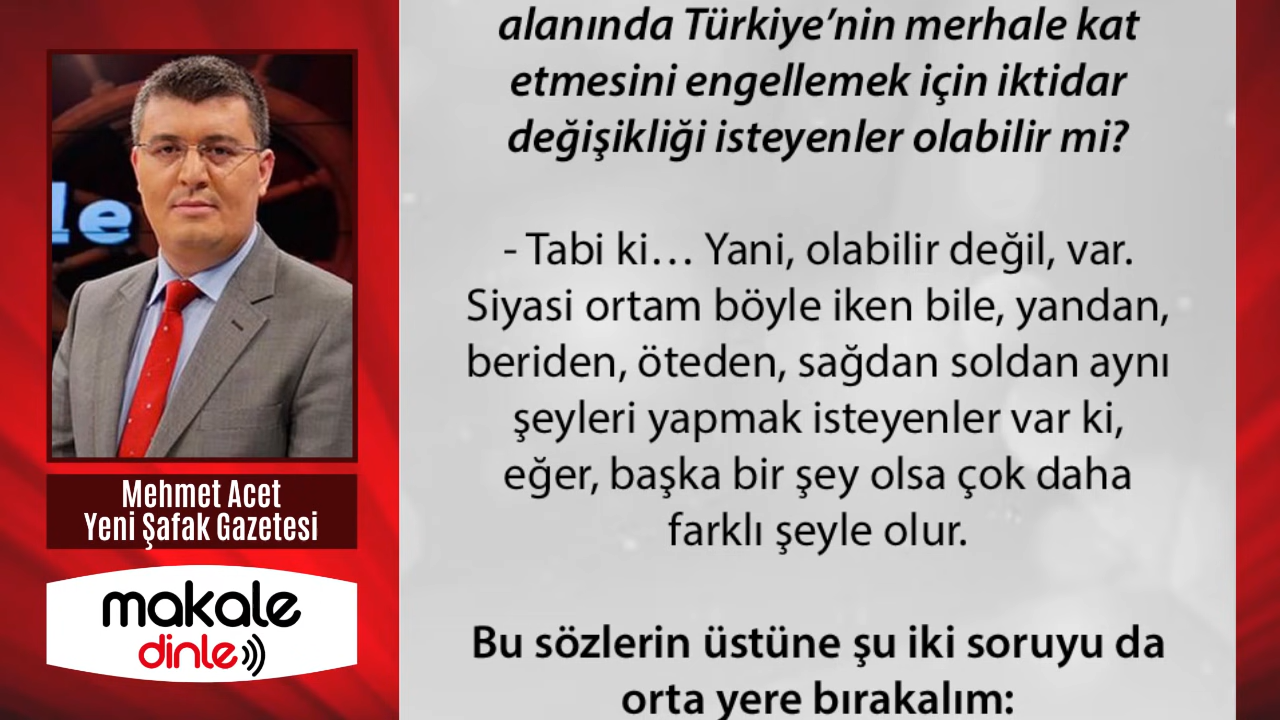 le
Mehmet Acet
Yeni Şafak Gazetesi
makale
dinle
alanında Türkiye’nin merhale kat
etmesini engellemek için iktidar
değişikliği isteyenler olabilir mi?
- Tabi ki… Yani, olabilir değil, var.
Siyasi ortam böyle iken bile, yandan,
beriden, öteden, sağdan soldan aynı
şeyleri yapmak isteyenler var ki,
eğer, başka bir şey olsa çok daha
farklı şeyle olur.
Bu sözlerin üstüne şu iki soruyu da
orta yere bırakalım: